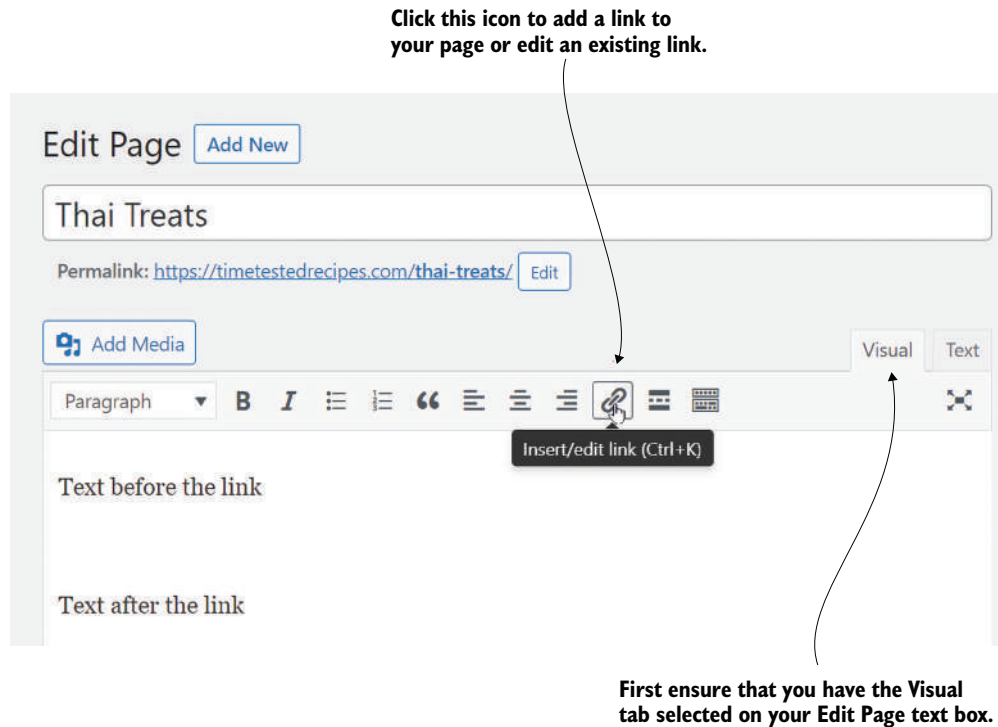 Click this icon to add a link to
your page or edit an existing link.
Edit Page Add New
Thai Treats
Permalink: https://timetestedrecipes.com/thai-treats/ Edit
Add Media Visual Text
Paragraph B I
Insert/edit link (Ctrl+K)
Text before the link
Text after the link
First ensure that you have the Visual
tab selected on your Edit Page text box.